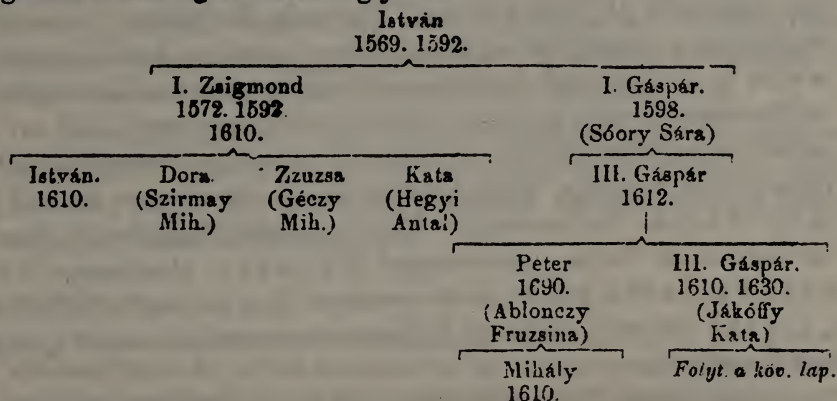 István
1569. 1592.
I. Zsigmond
1572. 1592.
1610.
I. Gáspár.
1598.
(Sóory Sára)
István.
1610.
Dora.
(Szirmay
Mih.)
Zzuzsa
(Géczy
Mih.)
Kata
(Hegyi
Antal)
III. Gáspár
1612.
Peter
1690.
(Ablonczy
Fruzsina)
III. Gáspár.
1610. 1630.
(Jákóffy
Kata)
Mihály
1610.
Folyt. a köv. lap.